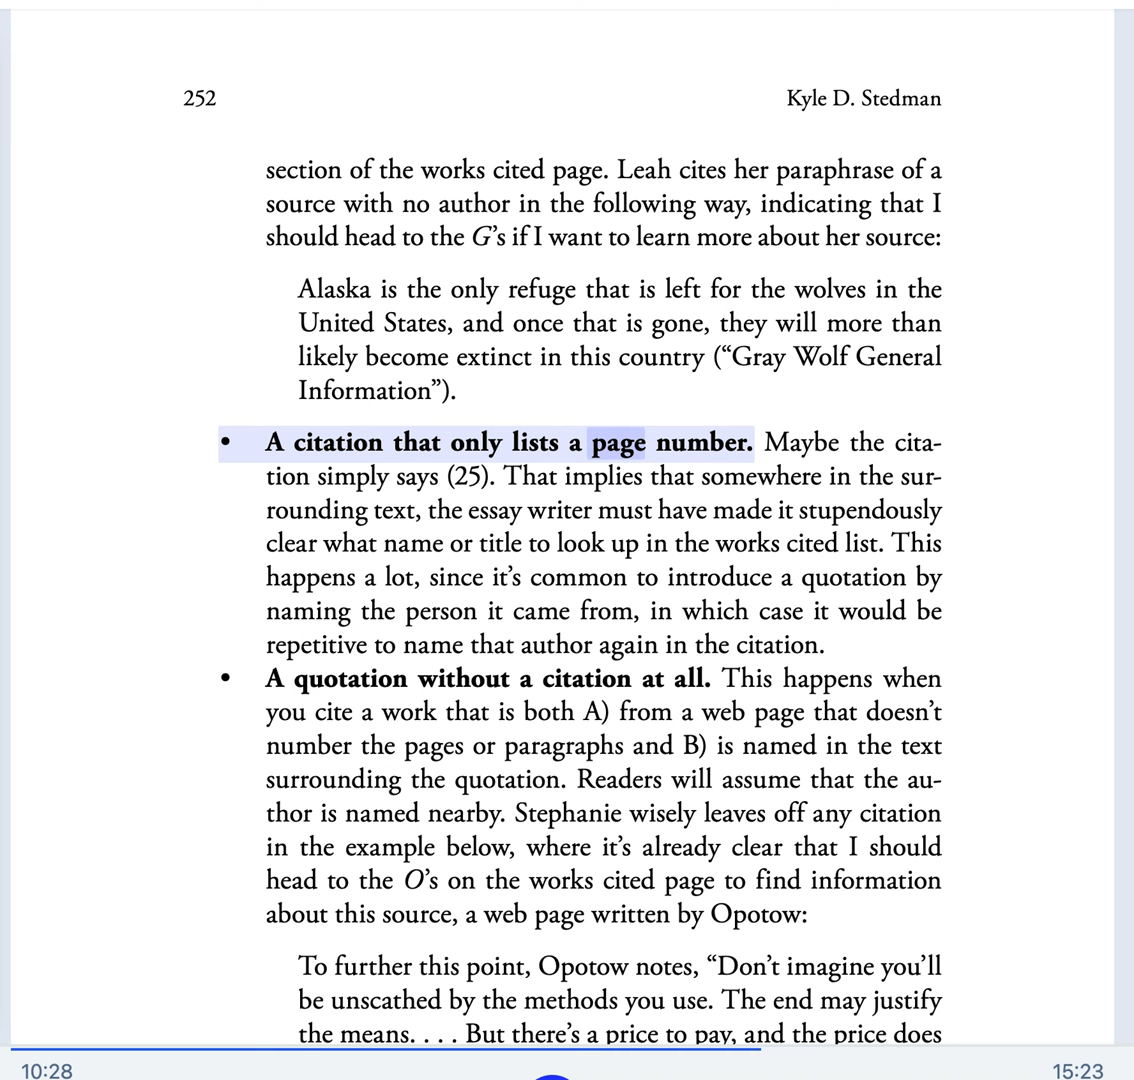 252
Kyle D. Stedman
section of the works cited page. Leah cites her paraphrase of a
source with no author in the following way, indicating that I
should head to the G’s if I want to learn more about her source:
Alaska is the only refuge that is left for the wolves in the
United States, and once that is gone, they will more than
likely become extinct in this country (“Gray Wolf General
Information”).
• A citation that only lists a page number. Maybe the cita-
tion simply says (25). That implies that somewhere in the sur-
rounding text, the essay writer must have made it stupendously
clear what name or title to look up in the works cited list. This
happens a lot, since it’s common to introduce a quotation by
naming the person it came from, in which case it would be
repetitive to name that author again in the citation.
• A quotation without a citation at all. This happens when
you cite a work that is both A) from a web page that doesn’t
number the pages or paragraphs and B) is named in the text
surrounding the quotation. Readers will assume that the au-
thor is named nearby. Stephanie wisely leaves off any citation
in the example below, where it’s already clear that I should
head to the O’s on the works cited page to find information
about this source, a web page written by Opotow:
To further this point, Opotow notes, “Don’t imagine you’ll
be unscathed by the methods you use. The end may justify
the means. . . . But there’s a price to pay, and the price does
10:28
15:23